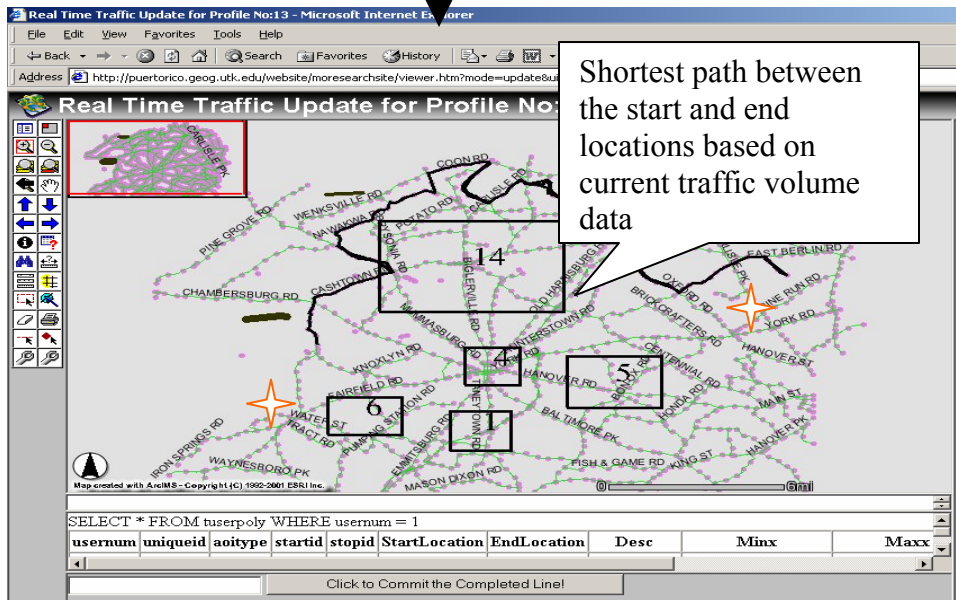 Real Time Traffic Update for Profile No:13 - Microsoft Internet Explorer
File Edit View Favorites Tools Help
Back Search Favorites History
Address http://puertorico.geog.utk.edu/website/moresearchsite/viewer.htm?mode=update&ui
Real Time Traffic Update for Profile No:
Shortest path between
the start and end
locations based on
current traffic volume
data
CARLISLE PK
COON RD
CARLISLE RD
WENKSVILLE RD
POTATO RD
NAWAKWA RD
PINE GROVE RD
14
BIGLERVILLE RD
OLD HARRISBURG RD
EAST BERLIN RD
CASHTOWN RD
CHAMBERSBURG RD
OXFORD RD
PINE RUN RD
BRICKCRAFTERS RD
YORK RD
MUMMASBURG RD
HUNTERSTOWN RD
YORK RD
4
KNOXLYN RD
HANOVER RD
5
CENTENNIAL RD
HANOVER ST
FAIRFIELD RD
6
WATER ST
TRACT RD
PUMPING STATION RD
1
BALTIMORE PK
HONDA RD
MAIN ST
IRON SPRINGS RD
WAYNESBORO PK
EMMITSBURG RD
MASON DIXON RD
FISH & GAME RD
KING ST
HANOVER PK
Map created with ArcIMS - Copyright (C) 1992-2001 ESRI Inc.
0 6mi
SELECT * FROM tuserpoly WHERE usernum = 1
usernum uniqueid aoitype startid stopid StartLocation EndLocation Desc Minx Maxx
Click to Commit the Completed Line!